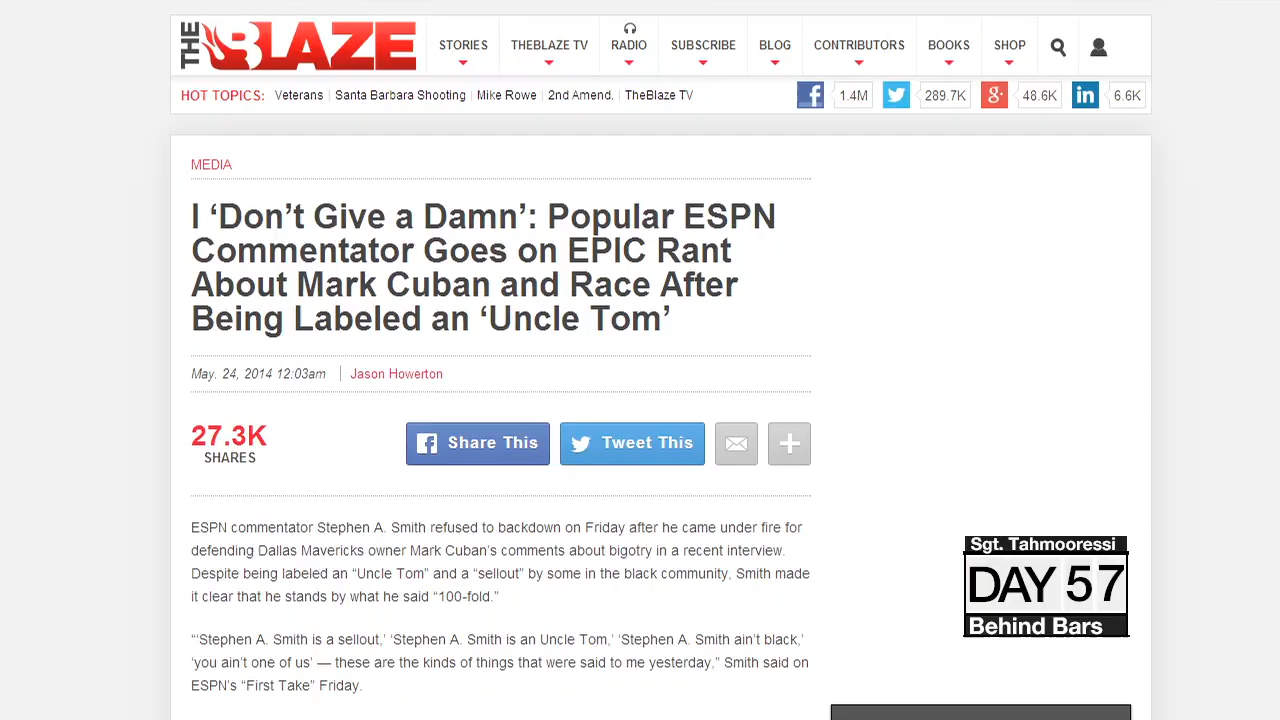 THE BLAZE
STORIES
THEBLAZE TV
RADIO
SUBSCRIBE
BLOG
CONTRIBUTORS
BOOKS
SHOP
HOT TOPICS: Veterans Santa Barbara Shooting Mike Rowe 2nd Amend. TheBlaze TV
1.4M
289.7K
48.6K
6.6K
MEDIA
I ‘Don’t Give a Damn’: Popular ESPN
Commentator Goes on EPIC Rant
About Mark Cuban and Race After
Being Labeled an ‘Uncle Tom’
May. 24, 2014 12:03am Jason Howerton
27.3K
SHARES
Share This
Tweet This
ESPN commentator Stephen A. Smith refused to backdown on Friday after he came under fire for
defending Dallas Mavericks owner Mark Cuban’s comments about bigotry in a recent interview.
Despite being labeled an “Uncle Tom” and a “sellout” by some in the black community, Smith made
it clear that he stands by what he said “100-fold.”
“‘Stephen A. Smith is a sellout,’ ‘Stephen A. Smith is an Uncle Tom,’ ‘Stephen A. Smith ain’t black,’
‘you ain’t one of us’ — these are the kinds of things that were said to me yesterday,” Smith said on
ESPN’s “First Take” Friday.
Sgt. Tahmooressi
DAY 57
Behind Bars